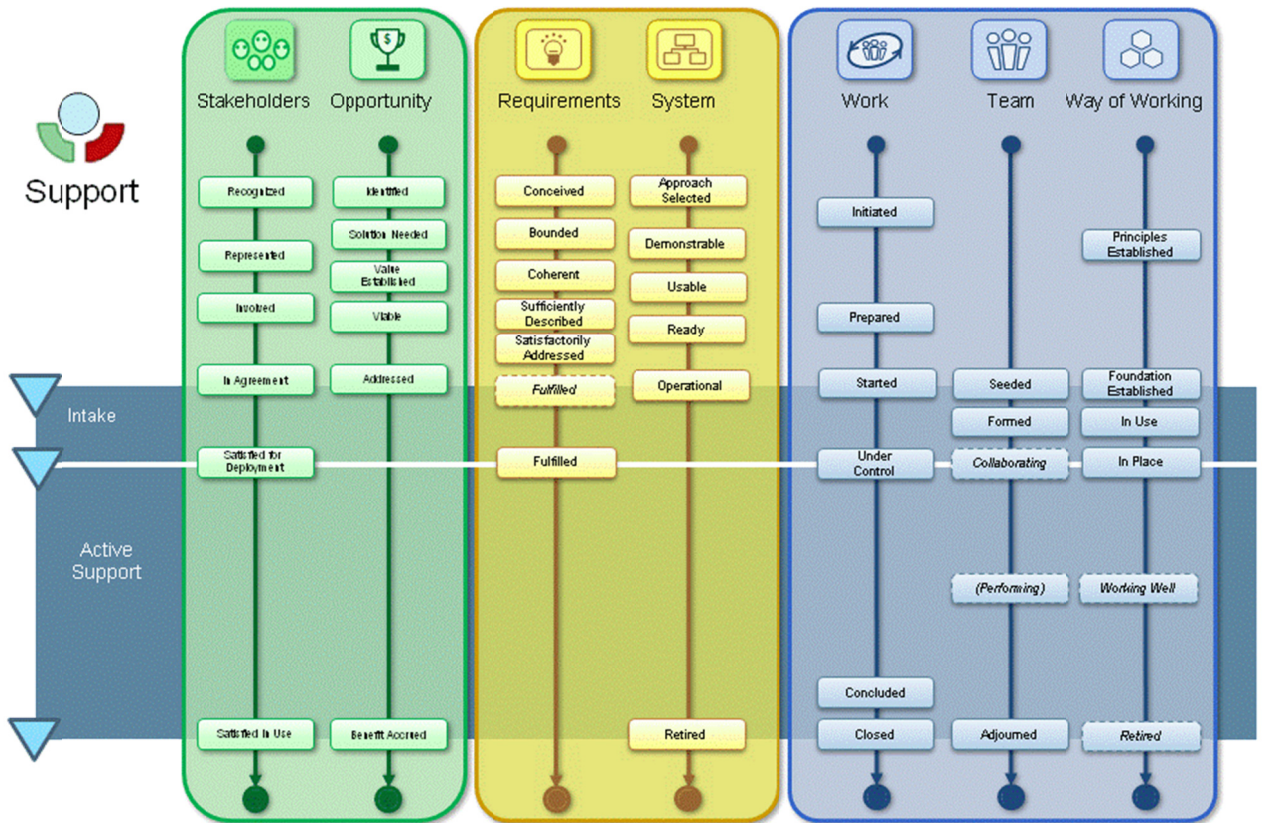 Support
Stakeholders
Opportunity
Requirements
System
Work
Team
Way of Working
$
Recognized
Represented
Involved
In Agreement
Satisfied for
Deployment
Satisfied In Use
Identified
Solution Needed
Value
Established
Viable
Addressed
Benefit Accrued
Conceived
Bounded
Coherent
Sufficiently
Described
Satisfactorily
Addressed
Fulfilled
Fulfilled
Approach
Selected
Demonstrable
Usable
Ready
Operational
Retired
Initiated
Prepared
Started
Under
Control
Concluded
Closed
Seeded
Formed
Collaborating
(Performing)
Adjourned
Principles
Established
Foundation
Established
In Use
In Place
Working Well
Retired
Intake
Active
Support